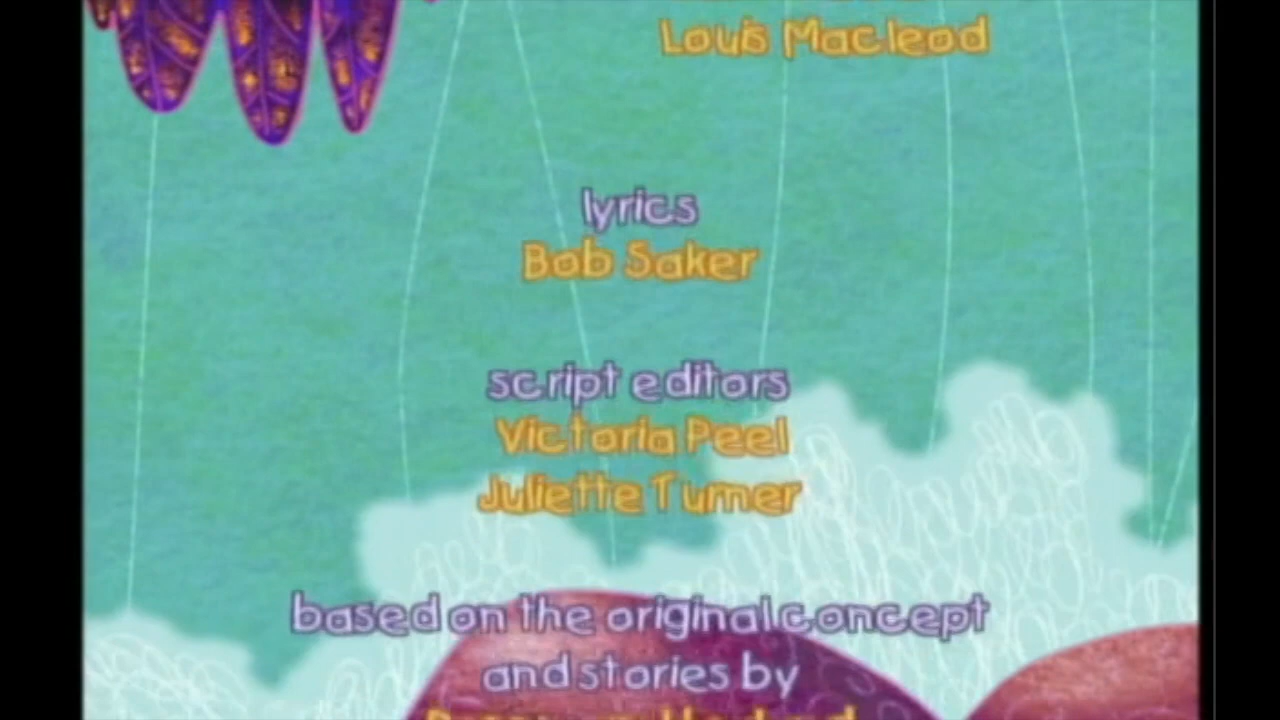 Louis Macleod
lyrics
Bob Saker
script editors
Victoria Peel
Juliette Turner
based on the original concept
and stories by